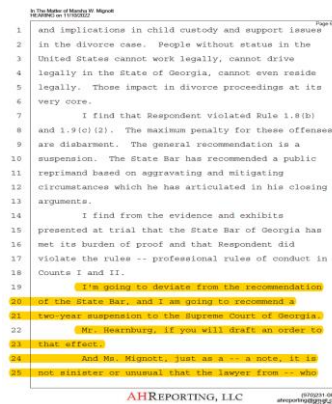 In The Matter of Marsha W. Mignott
HEARING on 11/10/2022
Page
1 and implications in child custody and support issues
2 in the divorce case. People without status in the
3 United States cannot work legally, cannot drive
4 legally in the State of Georgia, cannot even reside
5 legally. Those impact in divorce proceedings at its
6 very core.
7 I find that Respondent violated Rule 1.8(b)
8 and 1.9(c)(2). The maximum penalty for these offenses
9 are disbarment. The general recommendation is a
10 suspension. The State Bar has recommended a public
11 reprimand based on aggravating and mitigating
12 circumstances which he has articulated in his closing
13 arguments.
14 I find from the evidence and exhibits
15 presented at trial that the State Bar of Georgia has
16 met its burden of proof and that Respondent did
17 violate the rules -- professional rules of conduct in
18 Counts I and II.
19 I'm going to deviate from the recommendation
20 of the State Bar, and I am going to recommend a
21 two-year suspension to the Supreme Court of Georgia.
22 Mr. Hearnburg, if you will draft an order to
23 that effect.
24 And Ms. Mignott, just as a -- a note, it is
25 not sinister or unusual that the lawyer from -- who
AHREPORTING, LLC